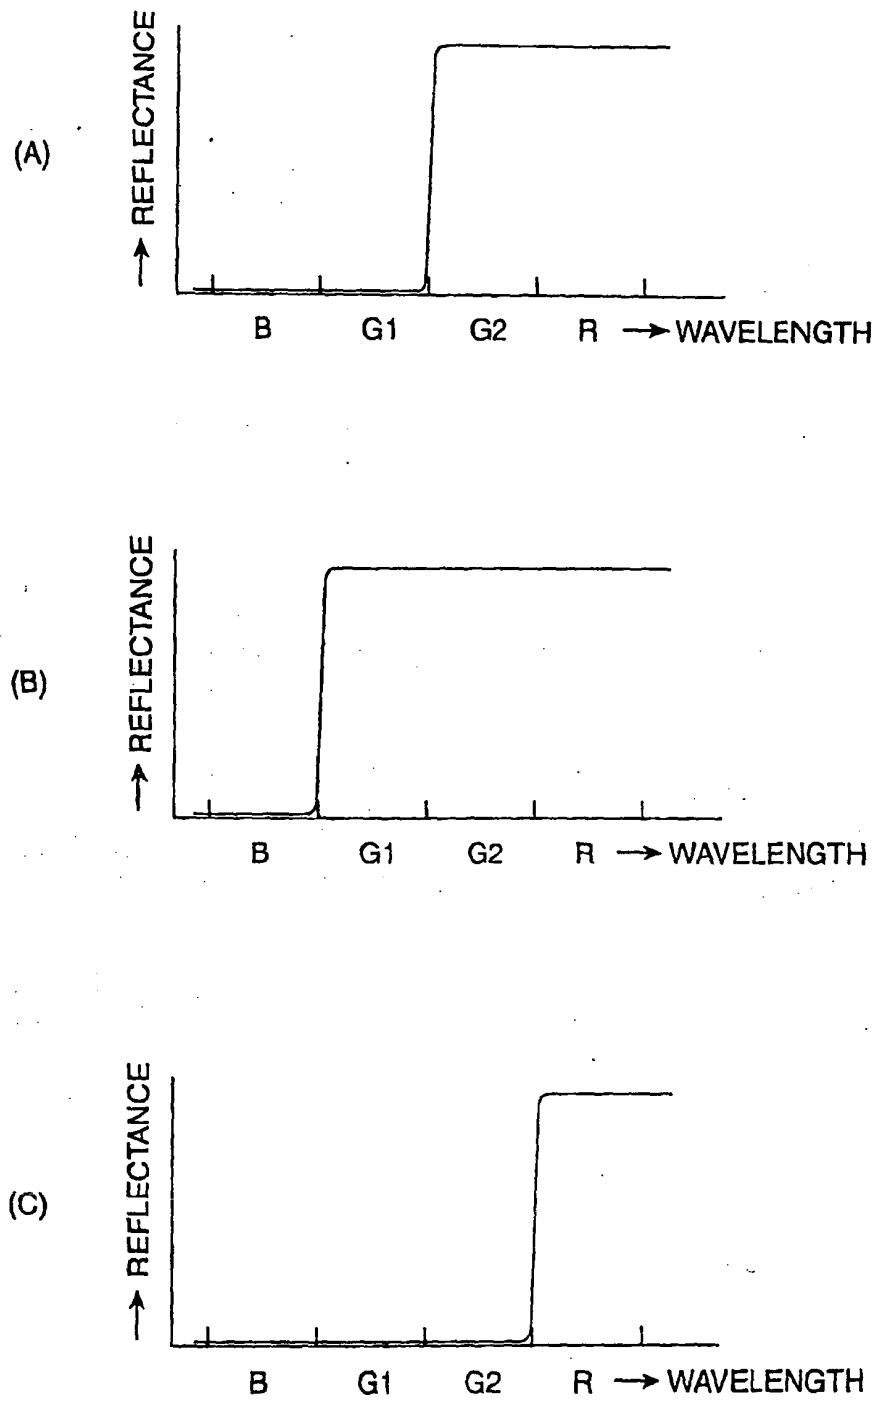 (A)
→ REFLECTANCE
B G1 G2 R → WAVELENGTH
(B)
→ REFLECTANCE
B G1 G2 R → WAVELENGTH
(C)
→ REFLECTANCE
B G1 G2 R → WAVELENGTH